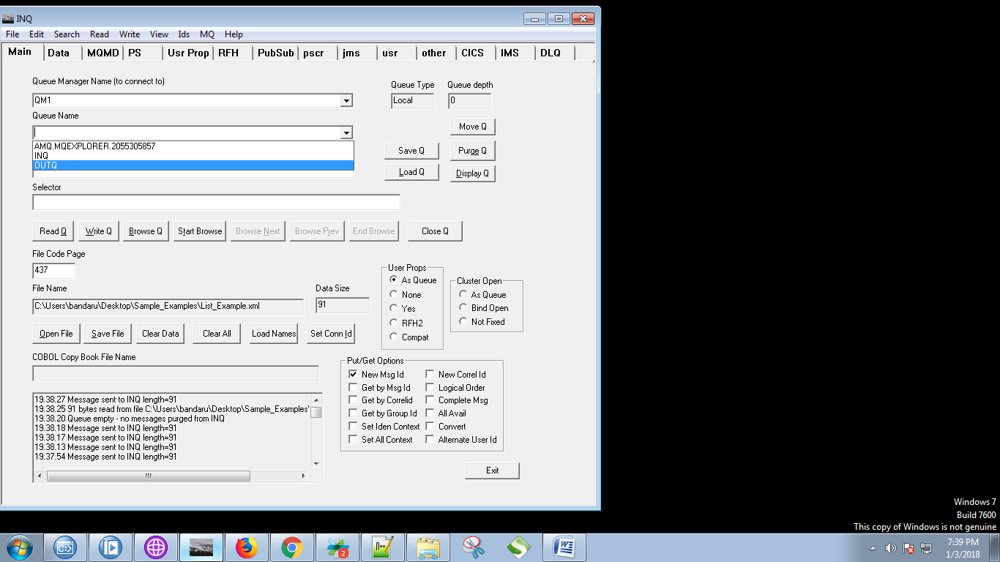 INQ
File Edit Search Read Write View Ids MQ Help
Main Data MQMD PS Usr Prop RFH PubSub pscr jms usr other CICS IMS DLQ
Queue Manager Name (to connect to)
Queue Type Queue depth
QM1
Local 0
Queue Name
Move Q
AMQ.MQEXPLORER.2055305857
INQ
OUTQ
Save Q Purge Q
Load Q Display Q
Selector
Read Q Write Q Browse Q Start Browse Browse Next Browse Prev End Browse Close Q
File Code Page
437
File Name
Data Size
C:\Users\bandaru\Desktop\Sample_Examples\List_Example.xml
91
Open File Save File Clear Data Clear All Load Names Set Conn Id
User Props
As Queue
None
Yes
RFH2
Compat
Cluster Open
As Queue
Bind Open
Not Fixed
COBOL Copy Book File Name
Put/Get Options
New Msg Id New Correl Id
Get by Msg Id Logical Order
Get by Correlid Complete Msg
Get by Group Id All Avail
Set Iden Context Convert
Set All Context Alternate User Id
19.38.27 Message sent to INQ length=91
19.38.25 91 bytes read from file C:\Users\bandaru\Desktop\Sample_Examples\
19.38.20 Queue empty - no messages purged from INQ
19.38.18 Message sent to INQ length=91
19.38.17 Message sent to INQ length=91
19.38.13 Message sent to INQ length=91
19.37.54 Message sent to INQ length=91
Exit
Windows 7
Build 7600
This copy of Windows is not genuine
C:\>
2
N++
W
7:39 PM
1/3/2018